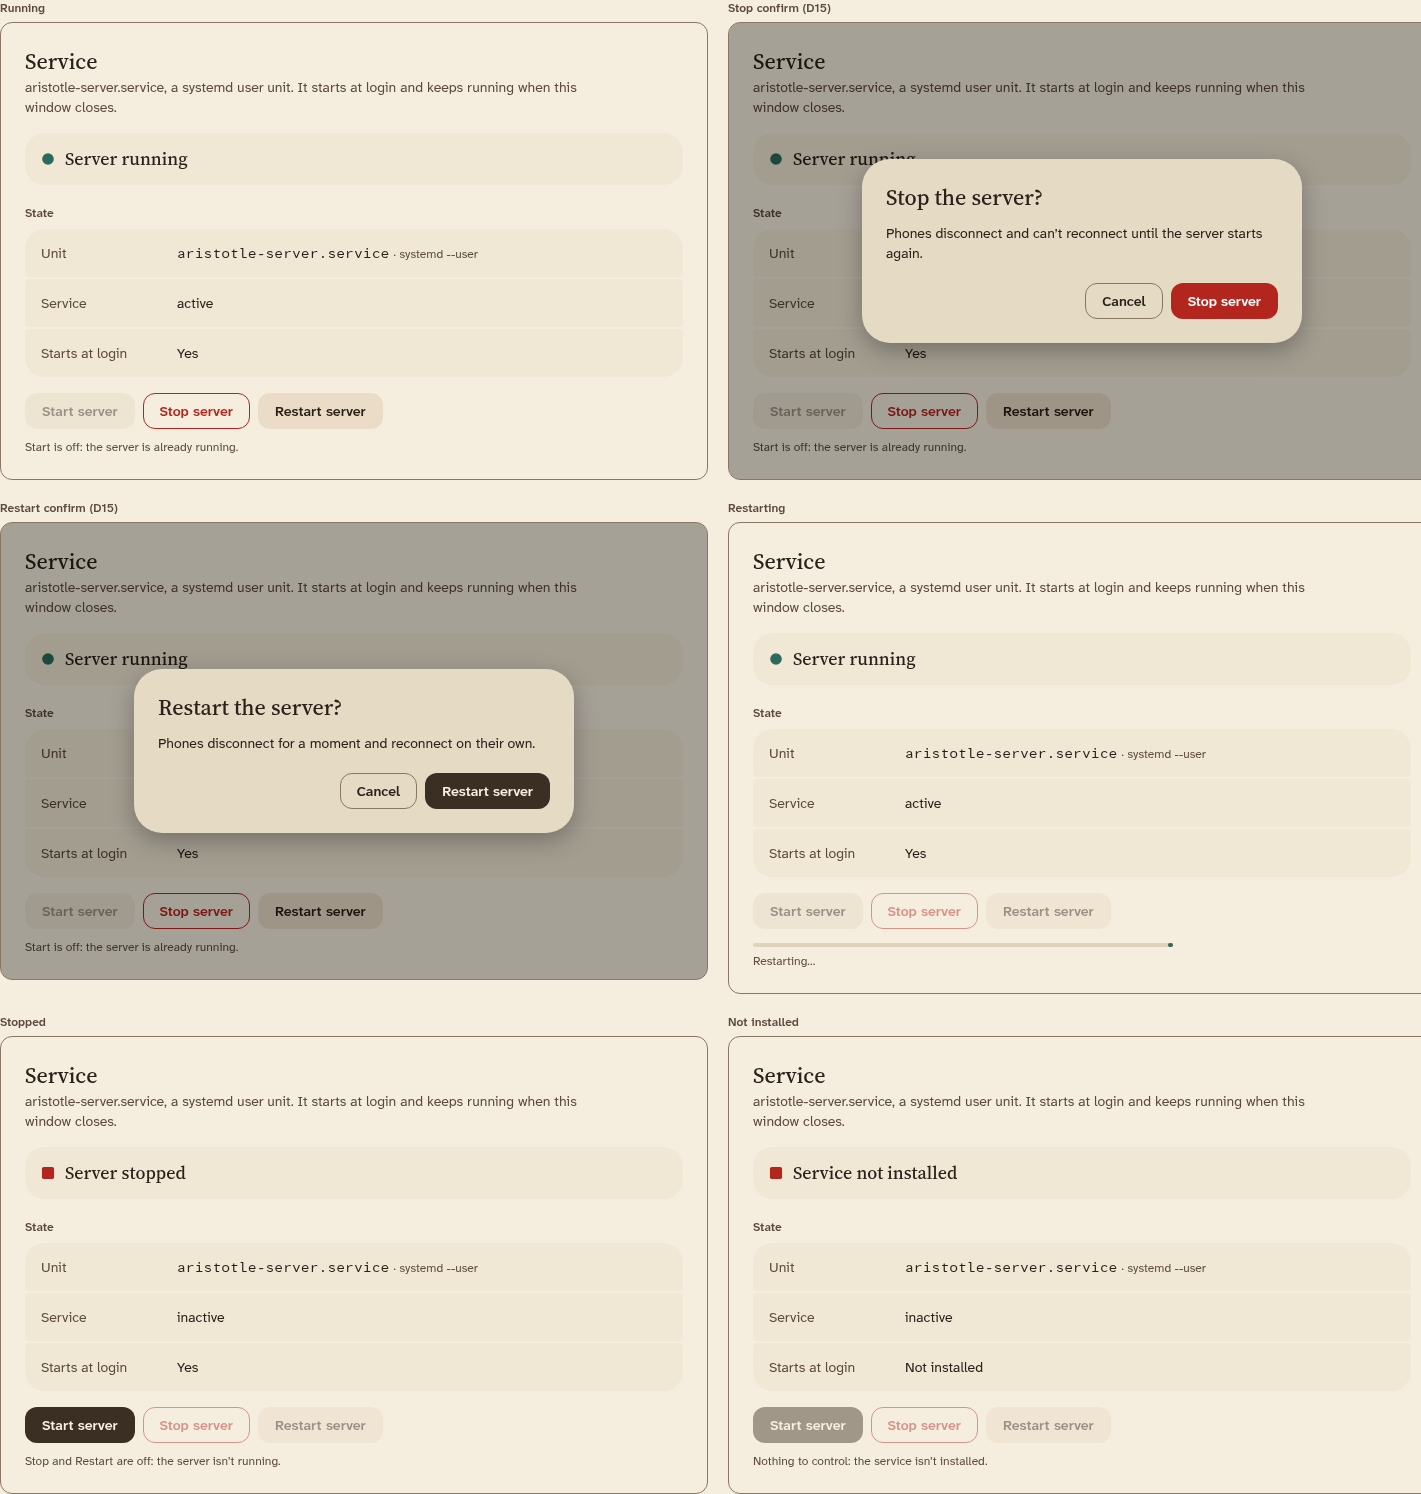 Running
Service
aristotle-server.service, a systemd user unit. It starts at login and keeps running when this
window closes.
Server running
State
Unit
aristotle-server.service · systemd --user
Service
active
Starts at login
Yes
Start server
Stop server
Restart server
Start is off: the server is already running.
Stop confirm (D15)
Service
aristotle-server.service, a systemd user unit. It starts at login and keeps running when this
window closes.
Server running
State
Unit
Service
Starts at login
Yes
Stop the server?
Phones disconnect and can't reconnect until the server starts
again.
Cancel
Stop server
Start server
Stop server
Restart server
Start is off: the server is already running.
Restart confirm (D15)
Service
aristotle-server.service, a systemd user unit. It starts at login and keeps running when this
window closes.
Server running
State
Unit
Service
Starts at login
Yes
Restart the server?
Phones disconnect for a moment and reconnect on their own.
Cancel
Restart server
Start server
Stop server
Restart server
Start is off: the server is already running.
Restarting
Service
aristotle-server.service, a systemd user unit. It starts at login and keeps running when this
window closes.
Server running
State
Unit
aristotle-server.service · systemd --user
Service
active
Starts at login
Yes
Start server
Stop server
Restart server
Restarting…
Stopped
Service
aristotle-server.service, a systemd user unit. It starts at login and keeps running when this
window closes.
Server stopped
State
Unit
aristotle-server.service · systemd --user
Service
inactive
Starts at login
Yes
Start server
Stop server
Restart server
Stop and Restart are off: the server isn't running.
Not installed
Service
aristotle-server.service, a systemd user unit. It starts at login and keeps running when this
window closes.
Service not installed
State
Unit
aristotle-server.service · systemd --user
Service
inactive
Starts at login
Not installed
Start server
Stop server
Restart server
Nothing to control: the service isn't installed.